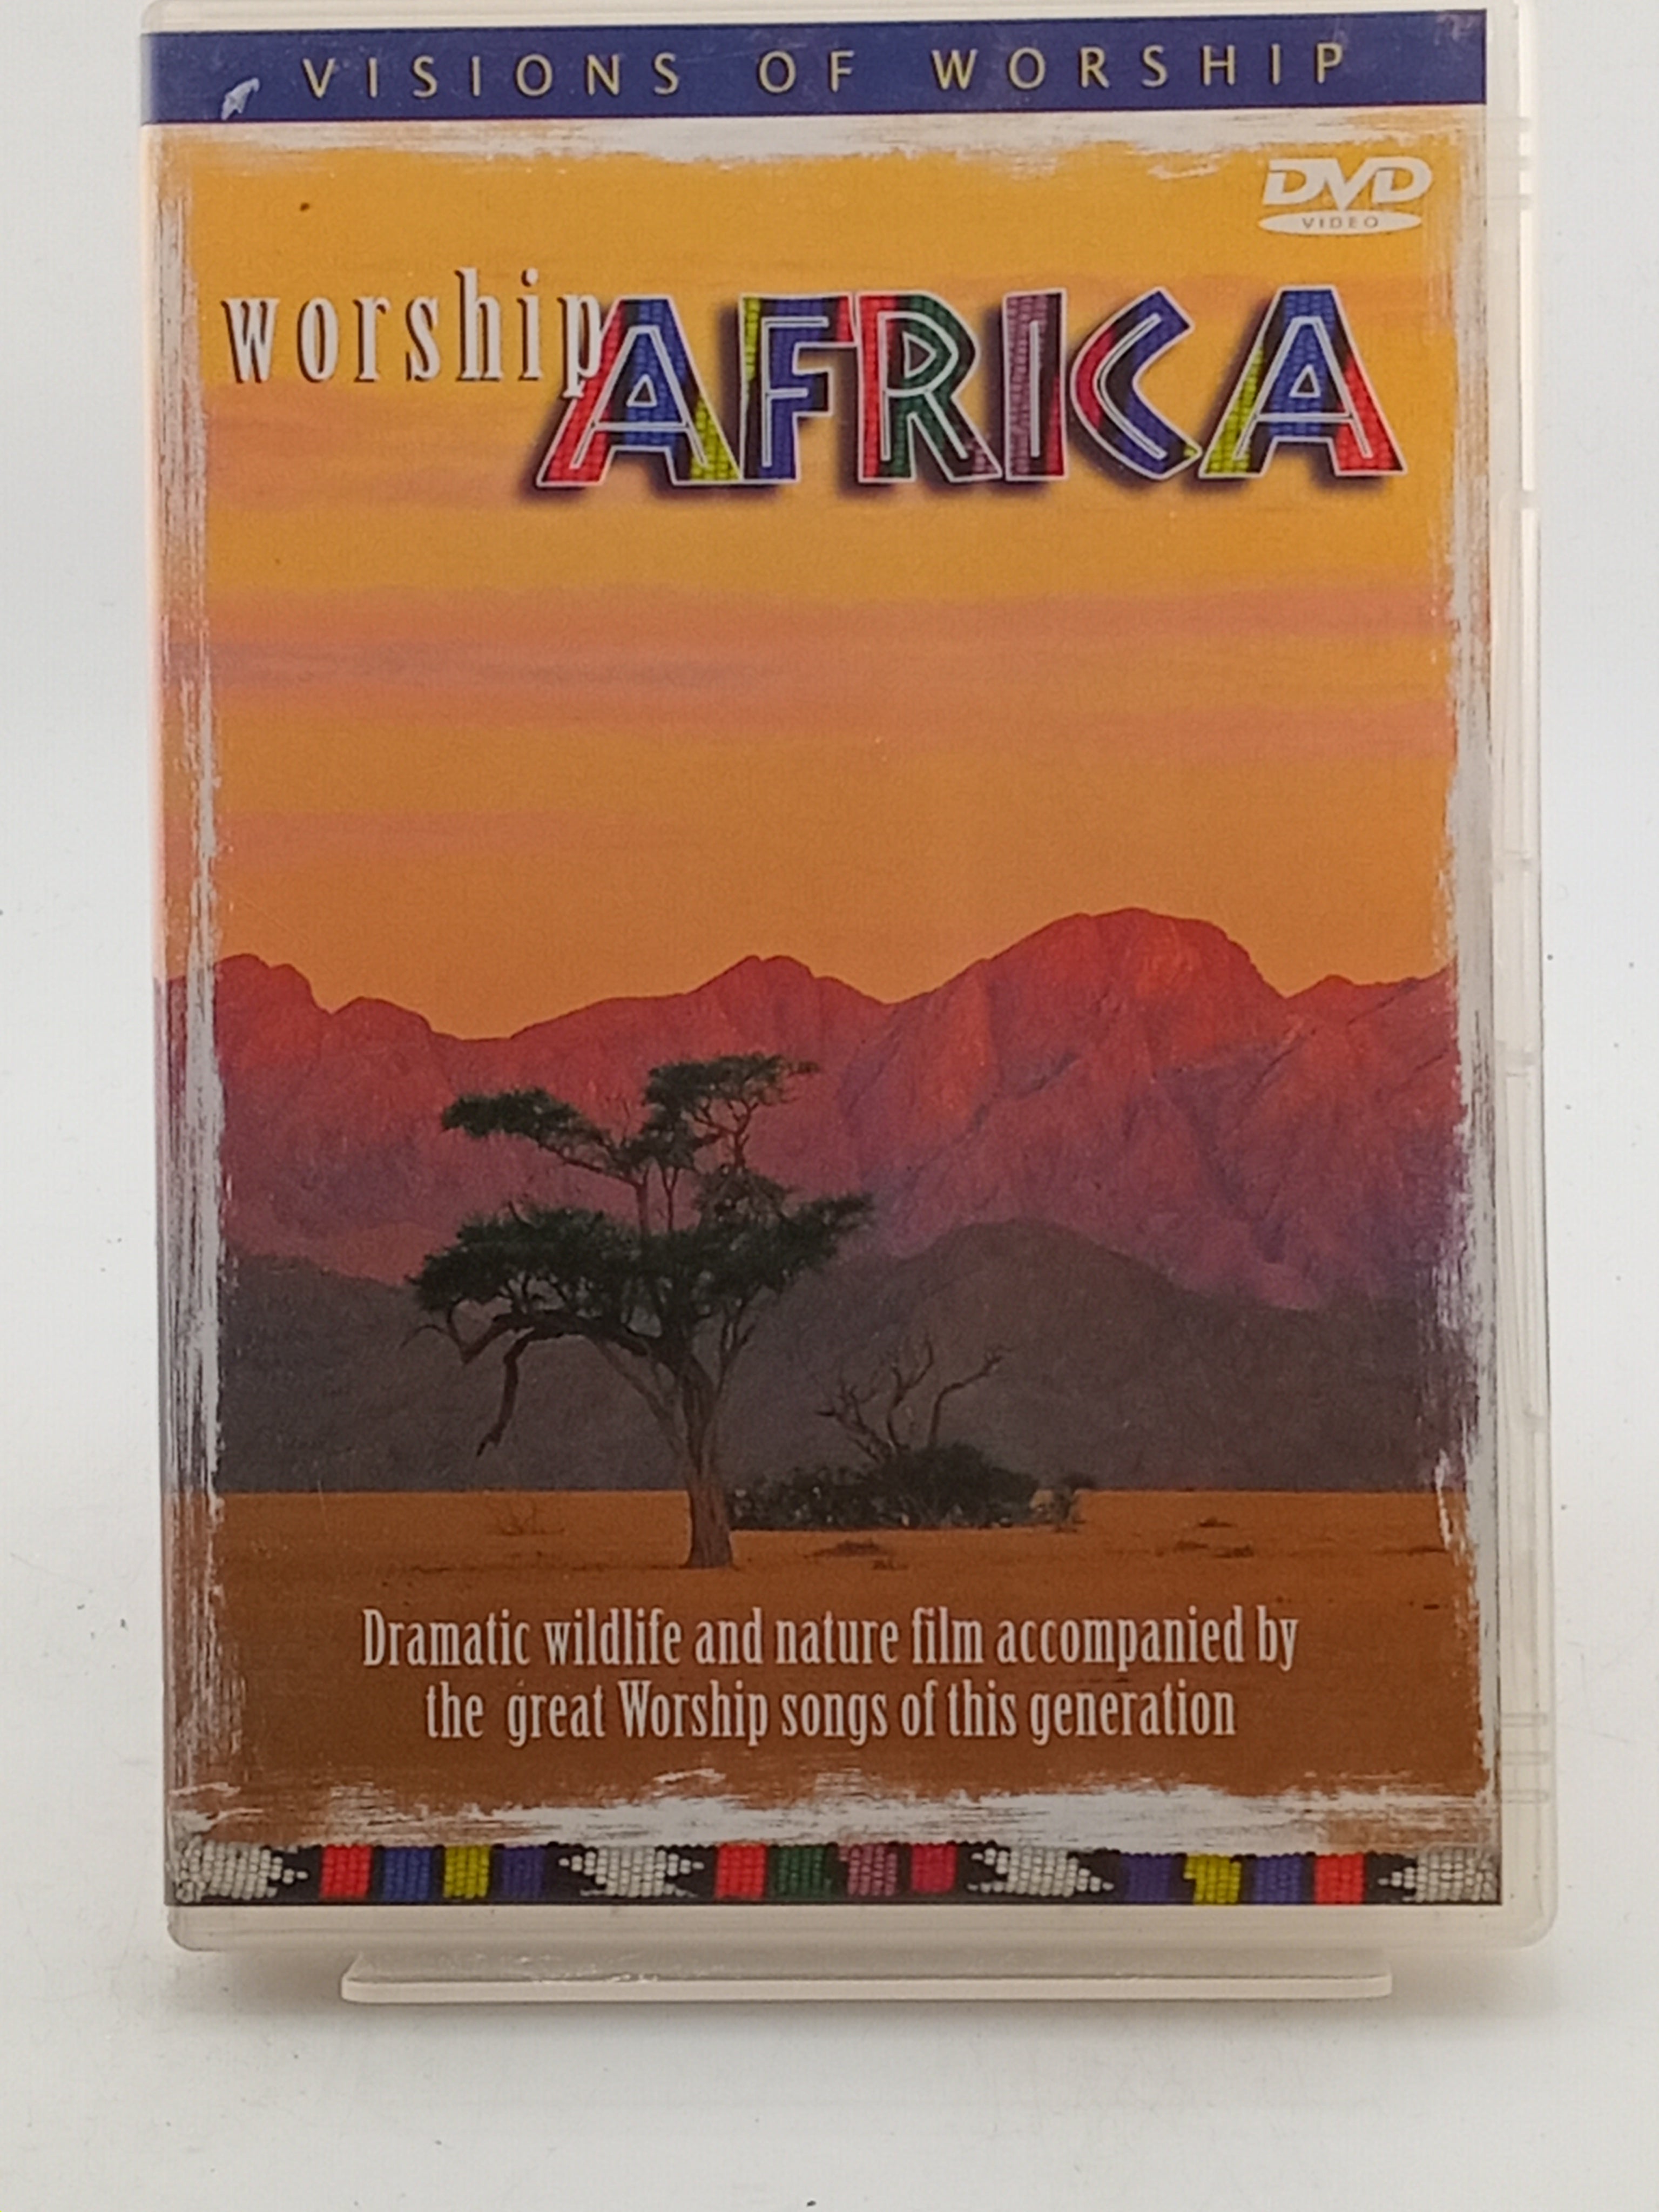 VISIONS OF WORSHIP
DVD
VIDEO
worship AFRICA
Dramatic wildlife and nature film accompanied by
the great Worship songs of this generation